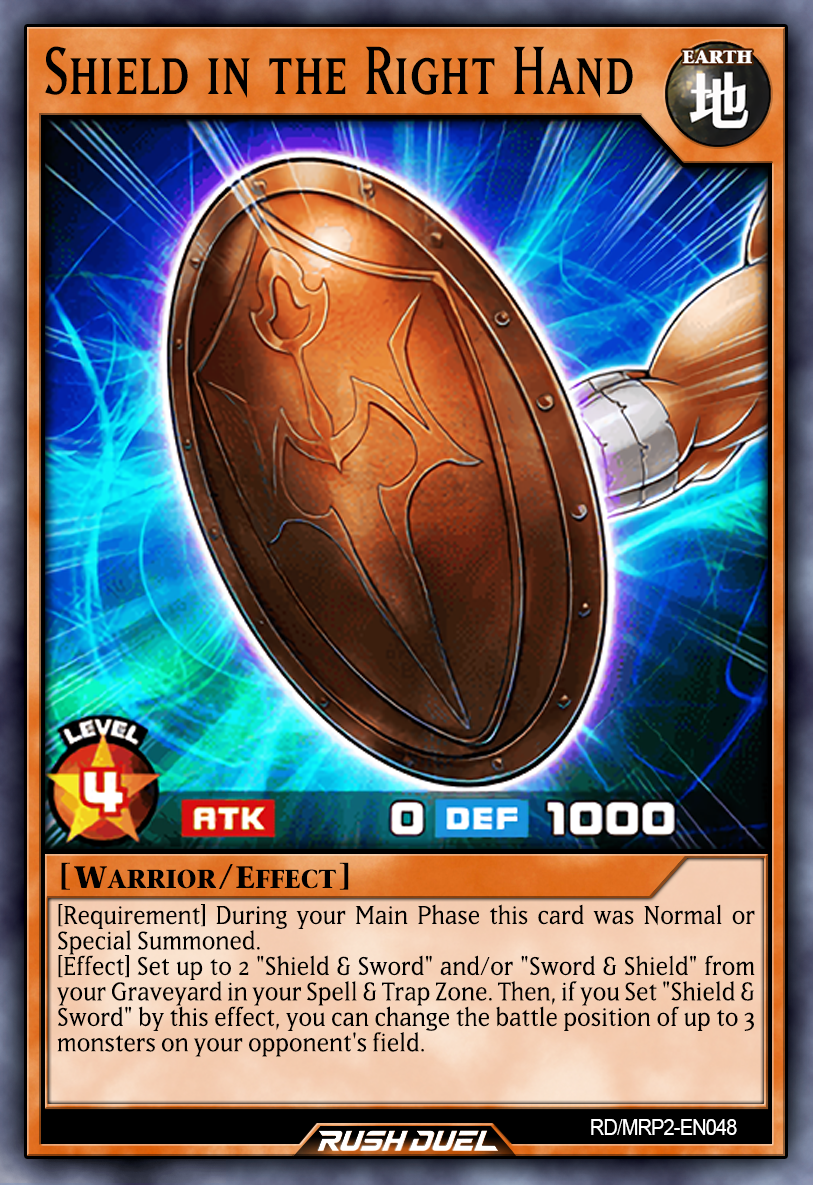 Shield in the Right Hand
EARTH
地
LEVEL
4
ATK 0 DEF 1000
[Warrior/Effect]
[Requirement] During your Main Phase this card was Normal or
Special Summoned.
[Effect] Set up to 2 "Shield & Sword" and/or "Sword & Shield" from
your Graveyard in your Spell & Trap Zone. Then, if you Set "Shield &
Sword" by this effect, you can change the battle position of up to 3
monsters on your opponent's field.
RD/MRP2-EN048
RUSH DUEL